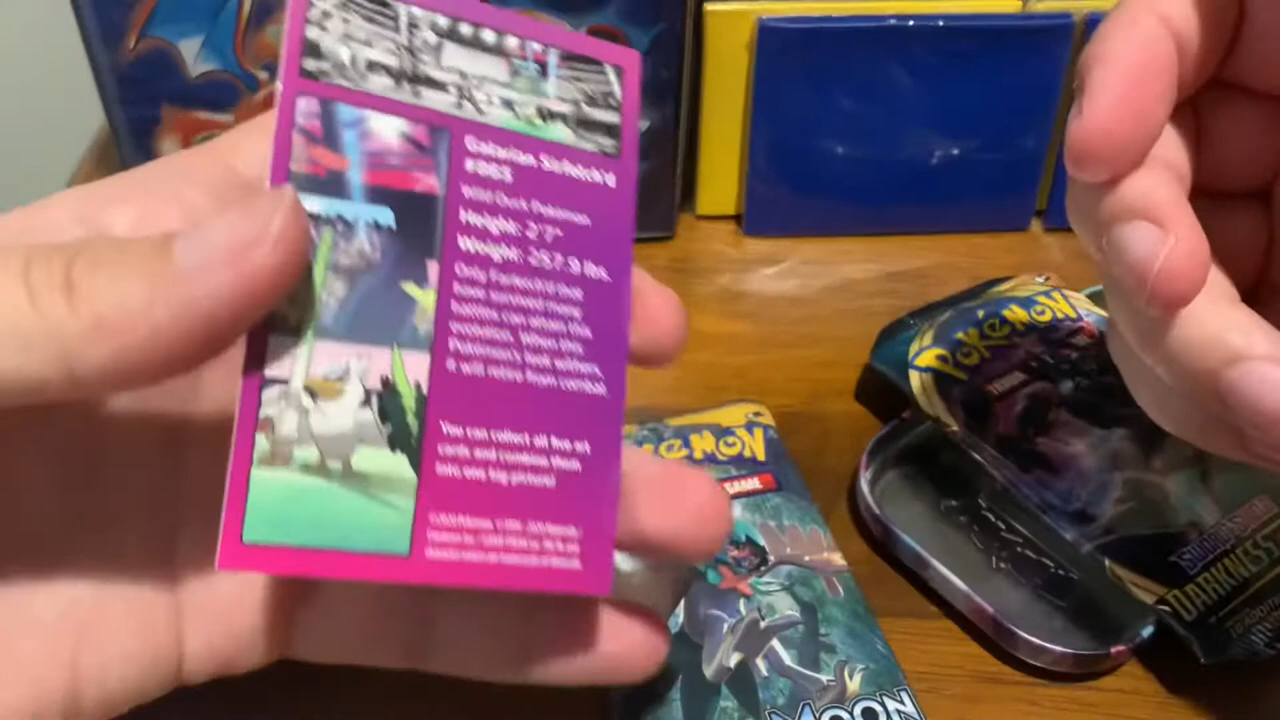 Galarian Sirfetch'd
#865
Wild Duck Pokémon
Height: 2'7"
Weight: 257.9 lbs.
Only Farfetch'd that
have survived many
battles can attain this
evolution. When this
Pokémon's leek withers,
it will retire from combat.
You can collect all five art
cards and combine them
into one big picture!
POKéMON
TRADING
POKéMON
GAME
MOON
DARKNESS